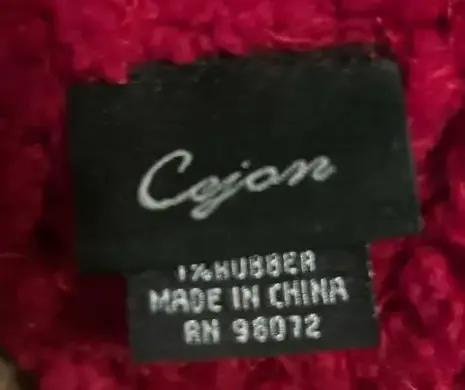 Cejon
1% RUBBER
MADE IN CHINA
RN 98072